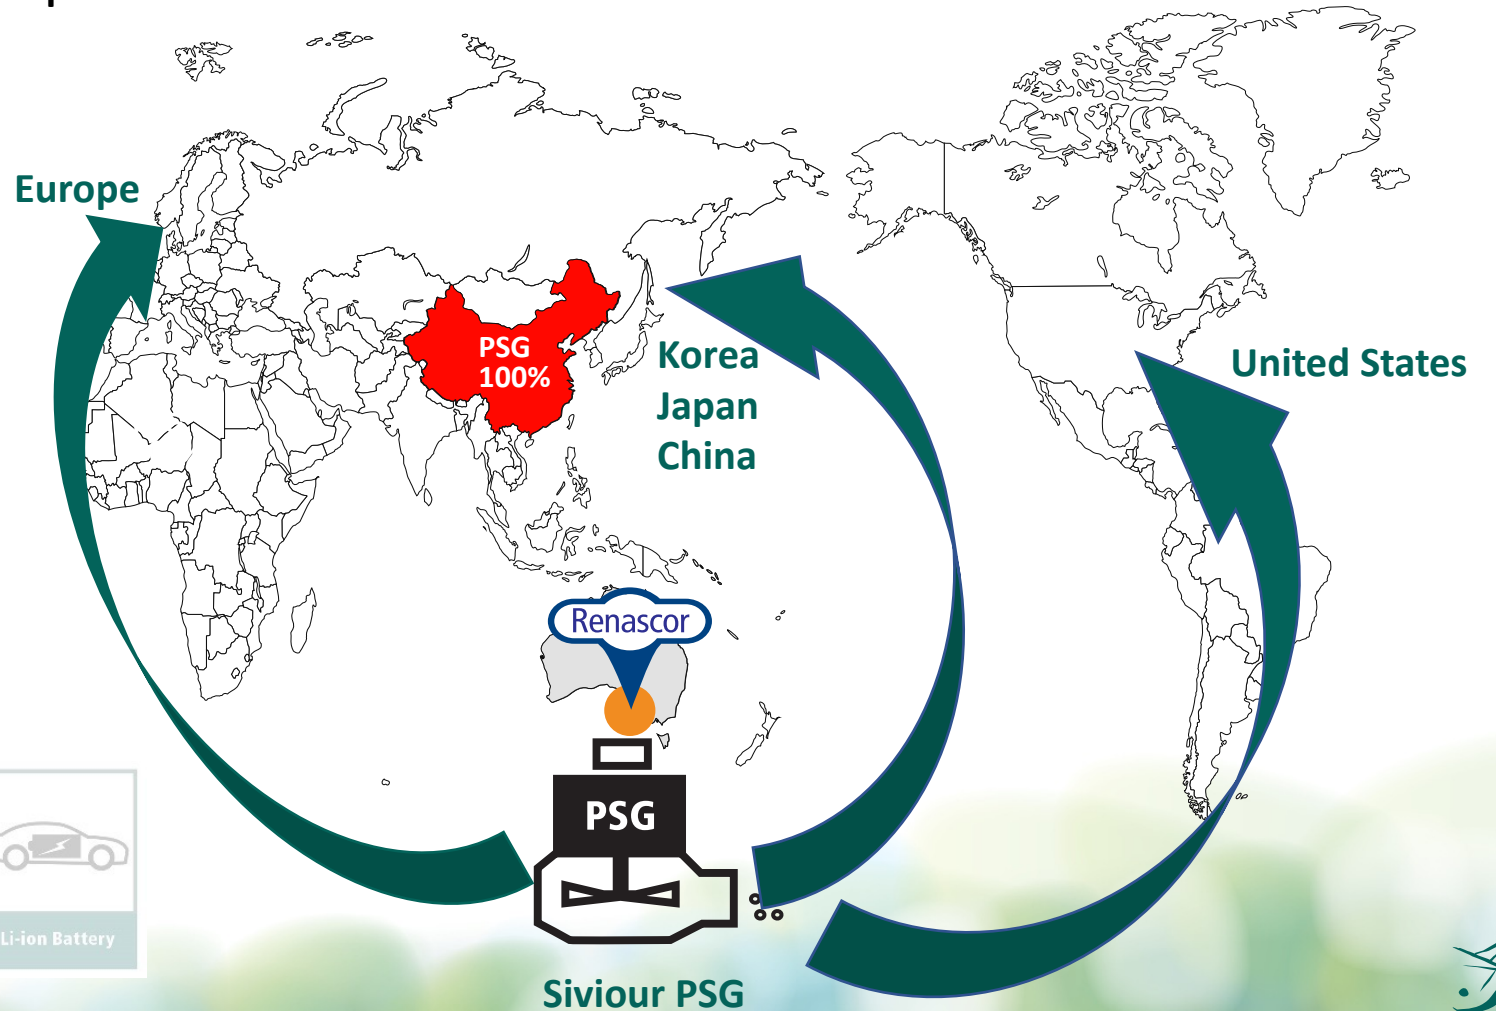 Europe
PSG
100%
Korea
Japan
China
United States
Renascor
PSG
Li-ion Battery
Siviour PSG